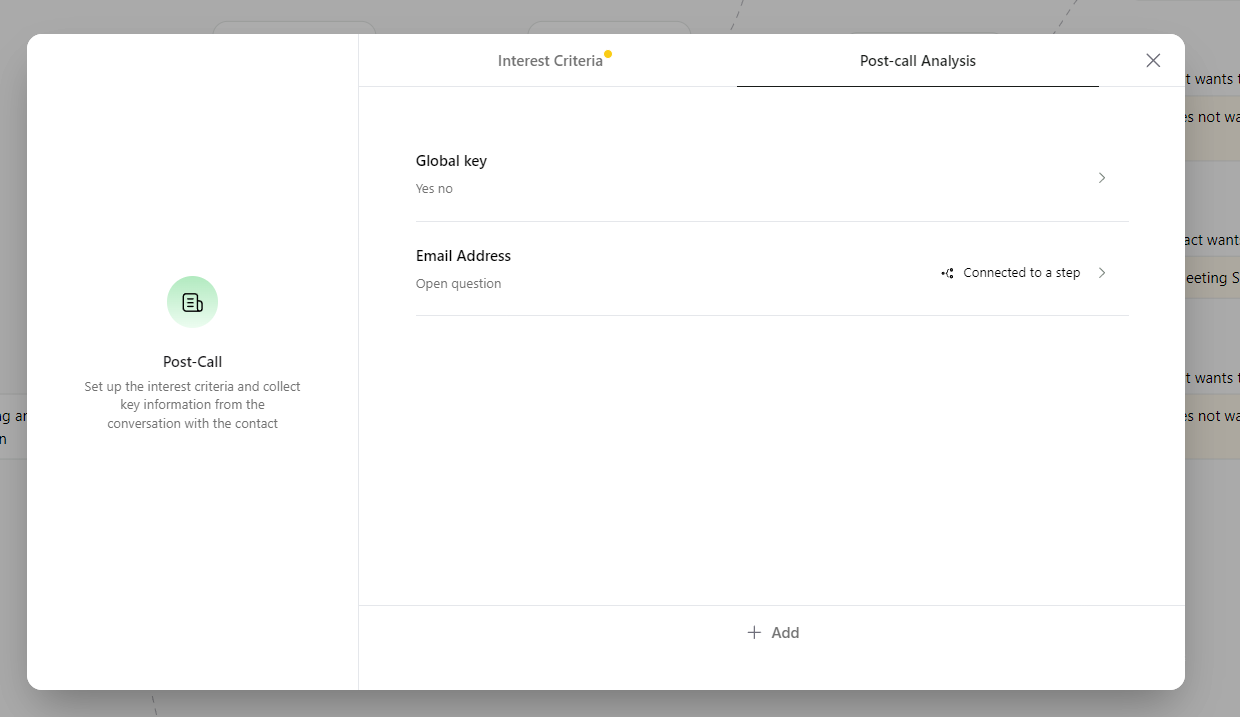 Interest Criteria
Post-call Analysis
Global key
Yes no
Email Address
Open question
Connected to a step
Post-Call
Set up the interest criteria and collect
key information from the
conversation with the contact
Add
t wants t
es not wa
act want
eeting S
t wants t
es not wa
ng an
n